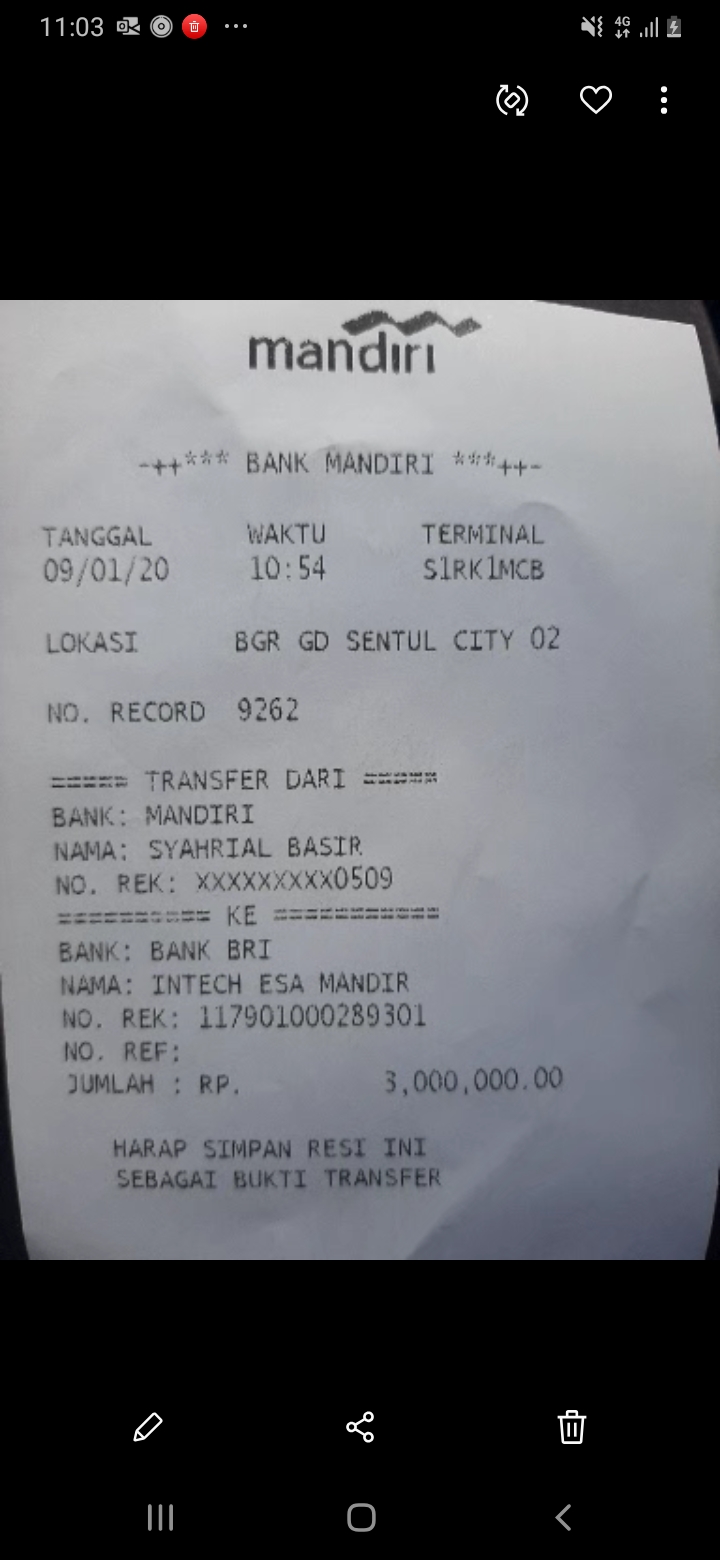 11:03
4G
mandiri
-++*** BANK MANDIRI ***++-
TANGGAL WAKTU TERMINAL
09/01/20 10:54 S1RK1MCB
LOKASI BGR GD SENTUL CITY 02
NO. RECORD 9262
===== TRANSFER DARI =====
BANK: MANDIRI
NAMA: SYAHRIAL BASIR
NO. REK: XXXXXXXXX0509
========== KE ===========
BANK: BANK BRI
NAMA: INTECH ESA MANDIR
NO. REK: 117901000289301
NO. REF:
JUMLAH : RP. 3,000,000.00
HARAP SIMPAN RESI INI
SEBAGAI BUKTI TRANSFER